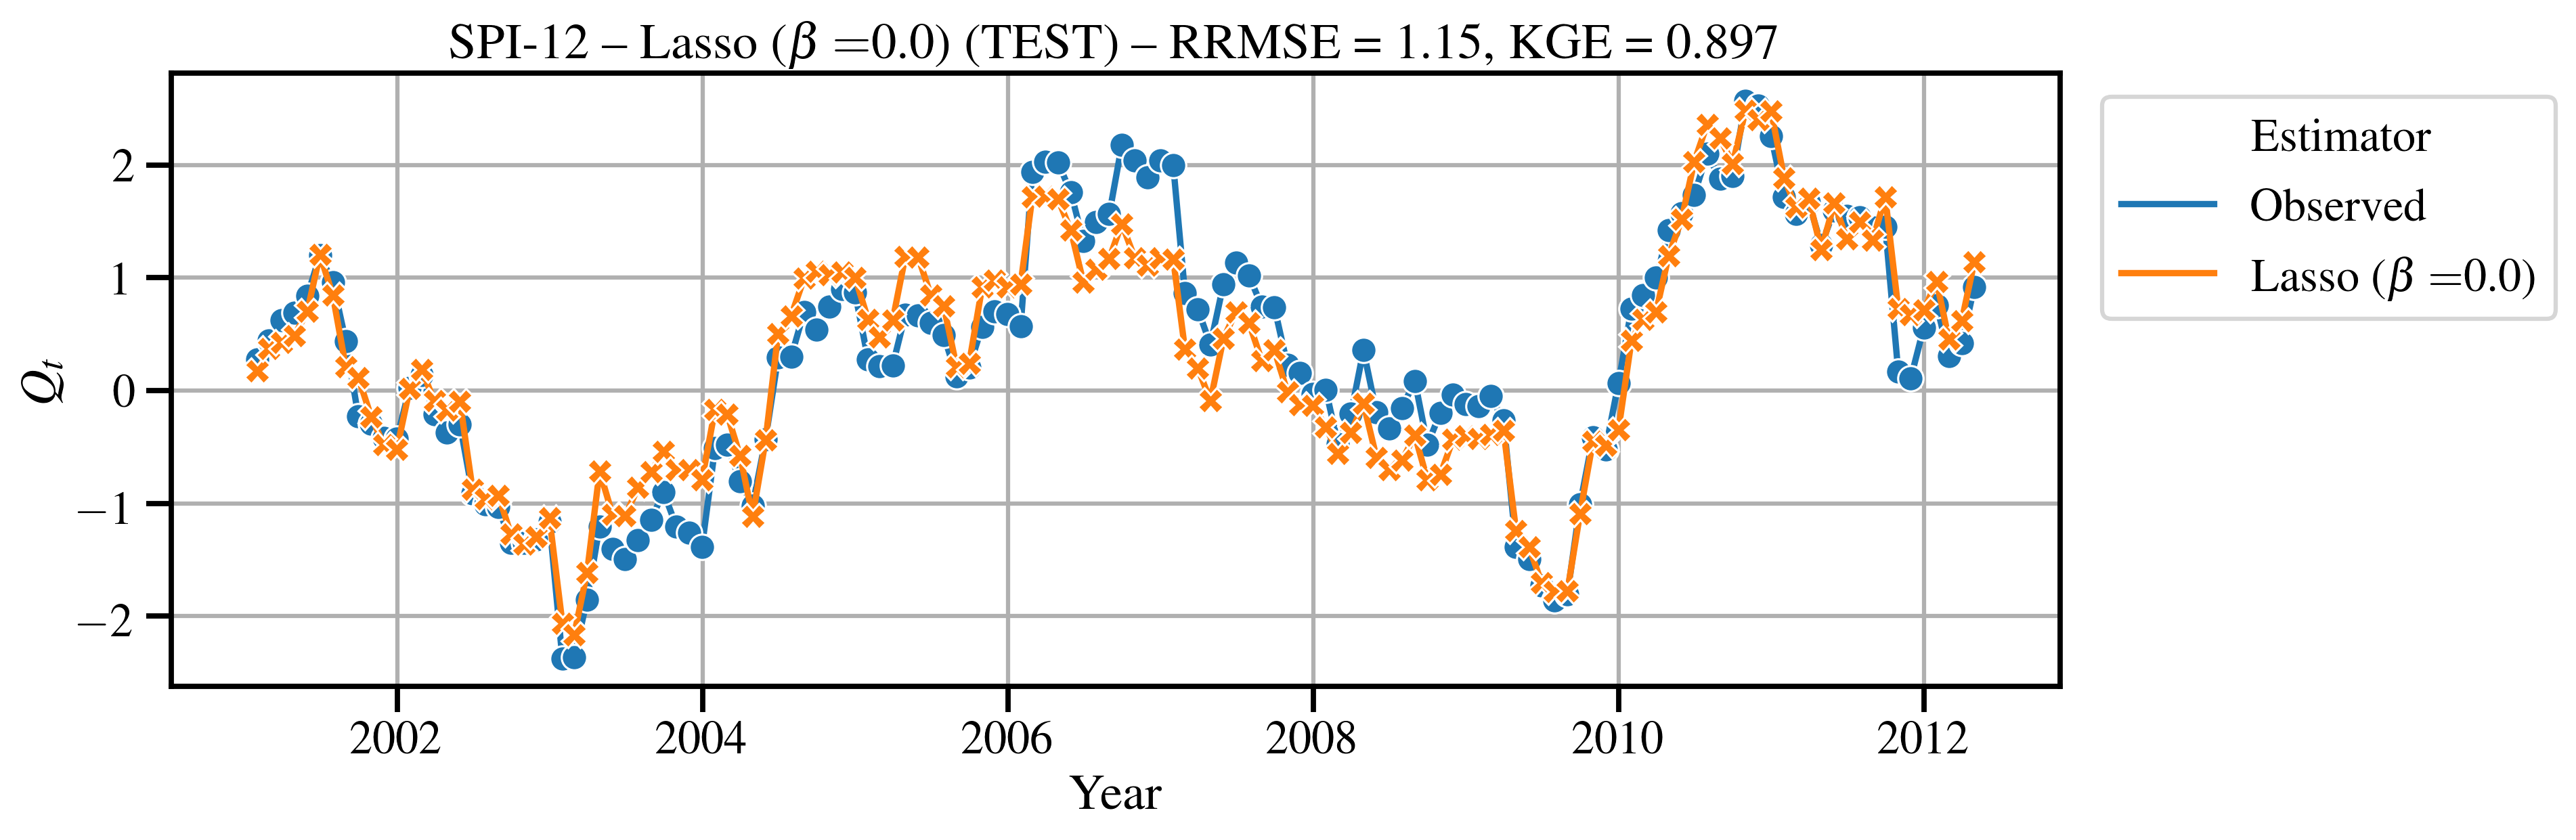 SPI-12 – Lasso (β =0.0) (TEST) – RRMSE = 1.15, KGE = 0.897
Estimator
Observed
Lasso (β =0.0)
Qt
2
1
0
−1
−2
2002
2004
2006
2008
2010
2012
Year